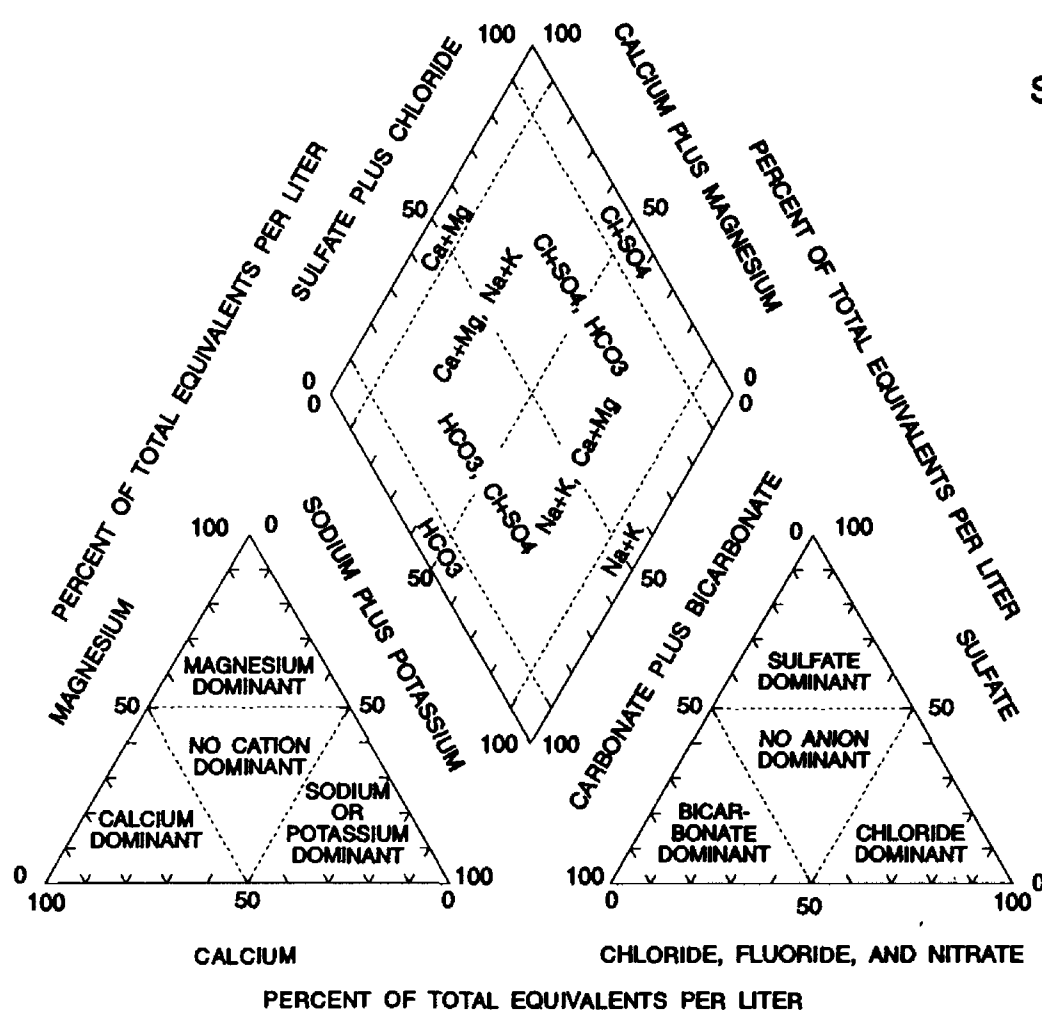 100 100
S
SULFATE PLUS CHLORIDE
CALCIUM PLUS MAGNESIUM
PERCENT OF TOTAL EQUIVALENTS PER LITER
PERCENT OF TOTAL EQUIVALENTS PER LITER
50 50
Ca+Mg
Cl+SO4
Ca+Mg, Na+K
Cl+SO4, HCO3
0 0
0 0
HCO3, Cl+SO4
Na+K, Ca+Mg
HCO3
Na+K
50 50
100 100
100 0
MAGNESIUM
SODIUM PLUS POTASSIUM
MAGNESIUM
DOMINANT
50 50
NO CATION
DOMINANT
CALCIUM
DOMINANT
SODIUM
OR
POTASSIUM
DOMINANT
0 100
100 50 0
CALCIUM
0 100
CARBONATE PLUS BICARBONATE
SULFATE
SULFATE
DOMINANT
50 50
NO ANION
DOMINANT
BICAR-
BONATE
DOMINANT
CHLORIDE
DOMINANT
100 0
0 50 100
CHLORIDE, FLUORIDE, AND NITRATE
PERCENT OF TOTAL EQUIVALENTS PER LITER